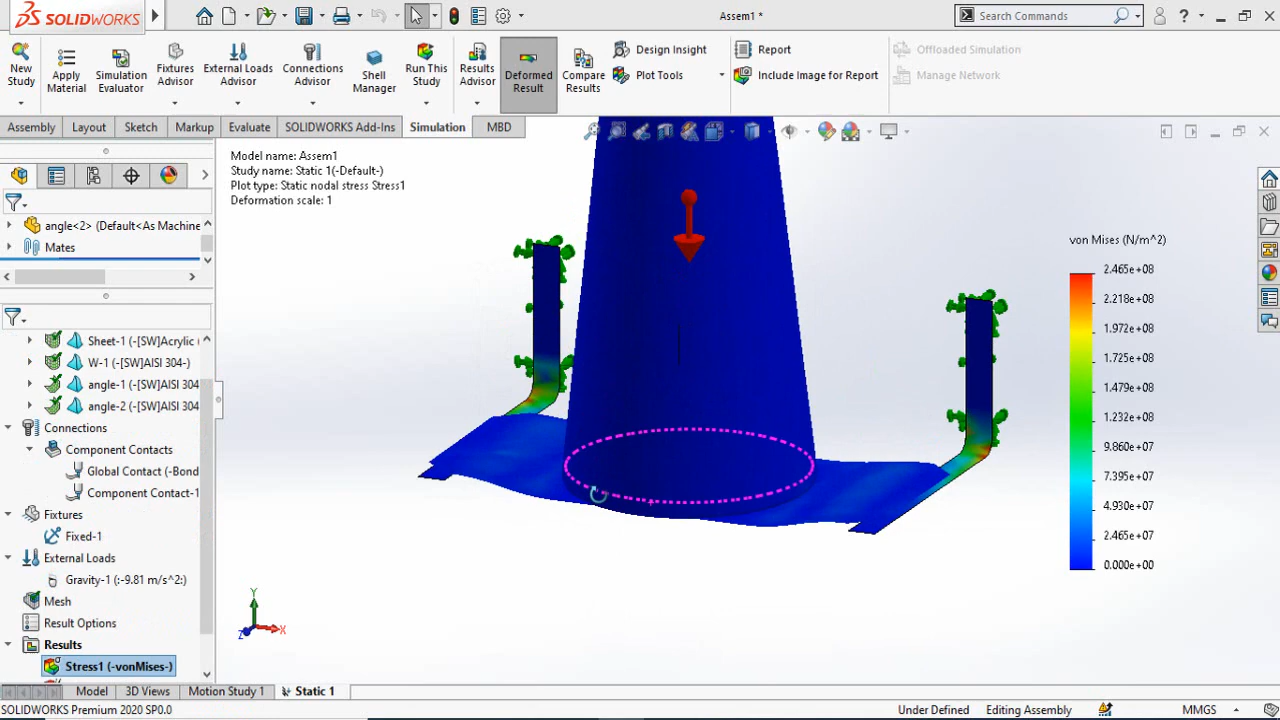 SOLIDWORKS
Assem1 *
Search Commands
?
New Study
Apply Material
Simulation Evaluator
Fixtures Advisor
External Loads Advisor
Connections Advisor
Shell Manager
Run This Study
Results Advisor
Deformed Result
Compare Results
Design Insight
Plot Tools
Report
Include Image for Report
Offloaded Simulation
Manage Network
Assembly
Layout
Sketch
Markup
Evaluate
SOLIDWORKS Add-Ins
Simulation
MBD
angle<2> (Default<As Machine
Mates
Sheet-1 (-[SW]Acrylic (
W-1 (-[SW]AISI 304-)
angle-1 (-[SW]AISI 304
angle-2 (-[SW]AISI 304
Connections
Component Contacts
Global Contact (-Bond
Component Contact-1
Fixtures
Fixed-1
External Loads
Gravity-1 (:-9.81 m/s^2:)
Mesh
Result Options
Results
Stress1 (-vonMises-)
Model name: Assem1
Study name: Static 1(-Default-)
Plot type: Static nodal stress Stress1
Deformation scale: 1
von Mises (N/m^2)
2.465e+08
2.218e+08
1.972e+08
1.725e+08
1.479e+08
1.232e+08
9.860e+07
7.395e+07
4.930e+07
2.465e+07
0.000e+00
Y
Z
X
Model
3D Views
Motion Study 1
Static 1
SOLIDWORKS Premium 2020 SP0.0
Under Defined
Editing Assembly
MMGS